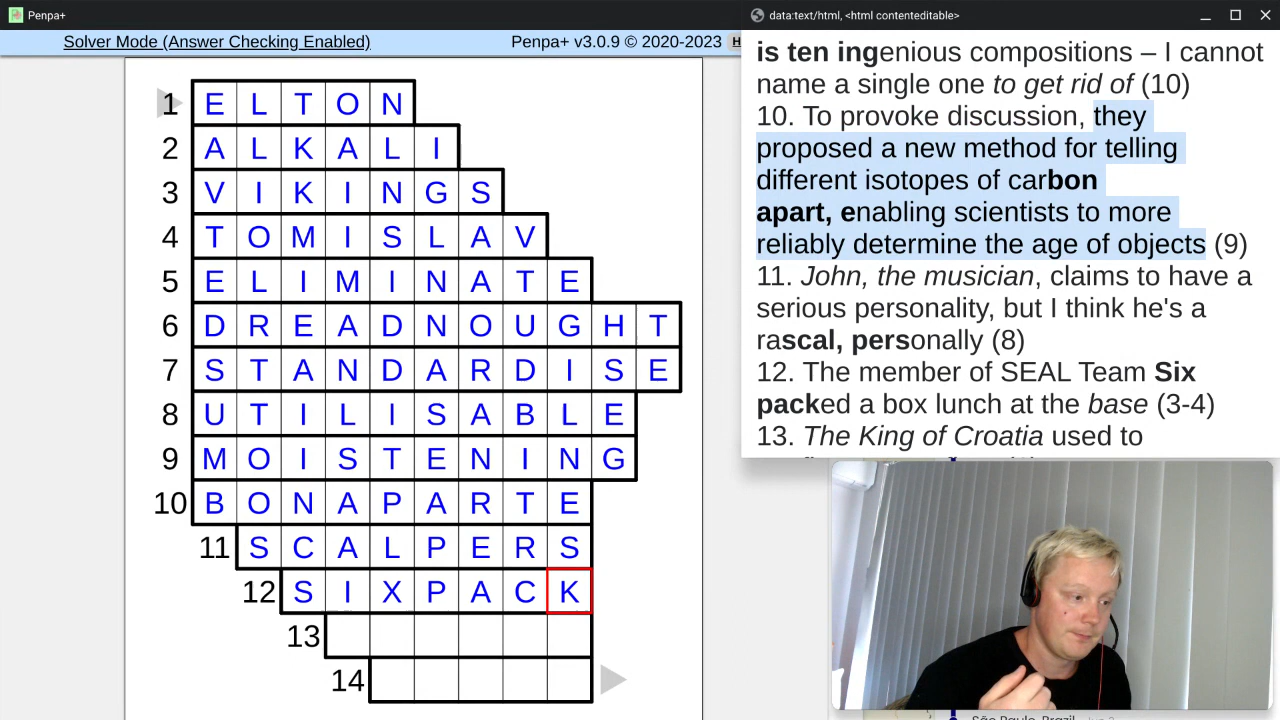 Penpa+
data:text/html, <html contenteditable>
Solver Mode (Answer Checking Enabled)
Penpa+ v3.0.9 © 2020-2023
H
1 E L T O N
2 A L K A L I
3 V I K I N G S
4 T O M I S L A V
5 E L I M I N A T E
6 D R E A D N O U G H T
7 S T A N D A R D I S E
8 U T I L I S A B L E
9 M O I S T E N I N G
10 B O N A P A R T E
11 S C A L P E R S
12 S I X P A C K
13
14
is ten ingenious compositions – I cannot
name a single one to get rid of (10)
10. To provoke discussion, they
proposed a new method for telling
different isotopes of carbon
apart, enabling scientists to more
reliably determine the age of objects (9)
11. John, the musician, claims to have a
serious personality, but I think he's a
rascal, personally (8)
12. The member of SEAL Team Six
packed a box lunch at the base (3-4)
13. The King of Croatia used to